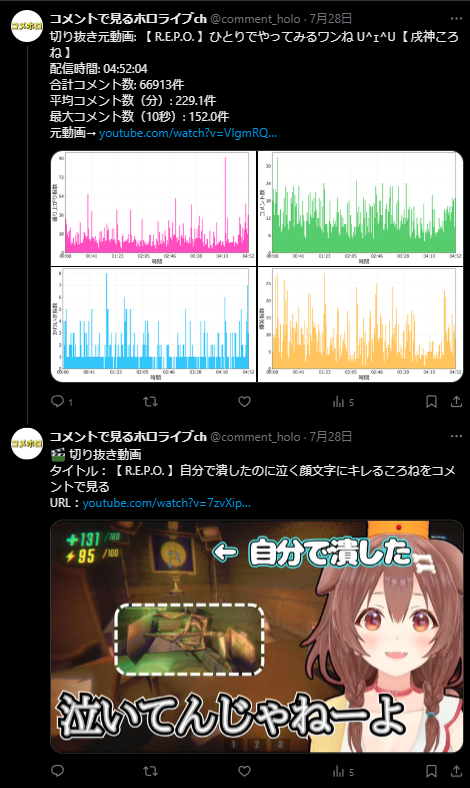 コメントで見るホロライブch @comment_holo · 7月28日
コメホロ
切り抜き元動画: 【 R.E.P.O. 】ひとりでやってみるワンね U^ｪ^U【 戌神ころ
ね 】
配信時間: 04:52:04
合計コメント数: 66913件
平均コメント数（分）: 229.1件
最大コメント数（10秒）: 152.0件
元動画→ youtube.com/watch?v=VIgmRQ...
盛り上がり指数
00:00 00:41 01:23 02:05 02:46 03:28 04:10 04:52
時間
コメント数
00:00 00:41 01:23 02:05 02:46 03:28 04:10 04:52
時間
かわいさ指数
00:00 00:41 01:23 02:05 02:46 03:28 04:10 04:52
時間
爆笑指数
00:00 00:41 01:23 02:05 02:46 03:28 04:10 04:52
時間
1 5
コメントで見るホロライブch @comment_holo · 7月28日
コメホロ
🎬 切り抜き動画
タイトル：【 R.E.P.O. 】自分で潰したのに泣く顔文字にキレるころねをコメ
ントで見る
URL：youtube.com/watch?v=7zvXip...
+131 /160
95 /100
← 自分で潰した
泣いてんじゃねーよ
1 2 3
5